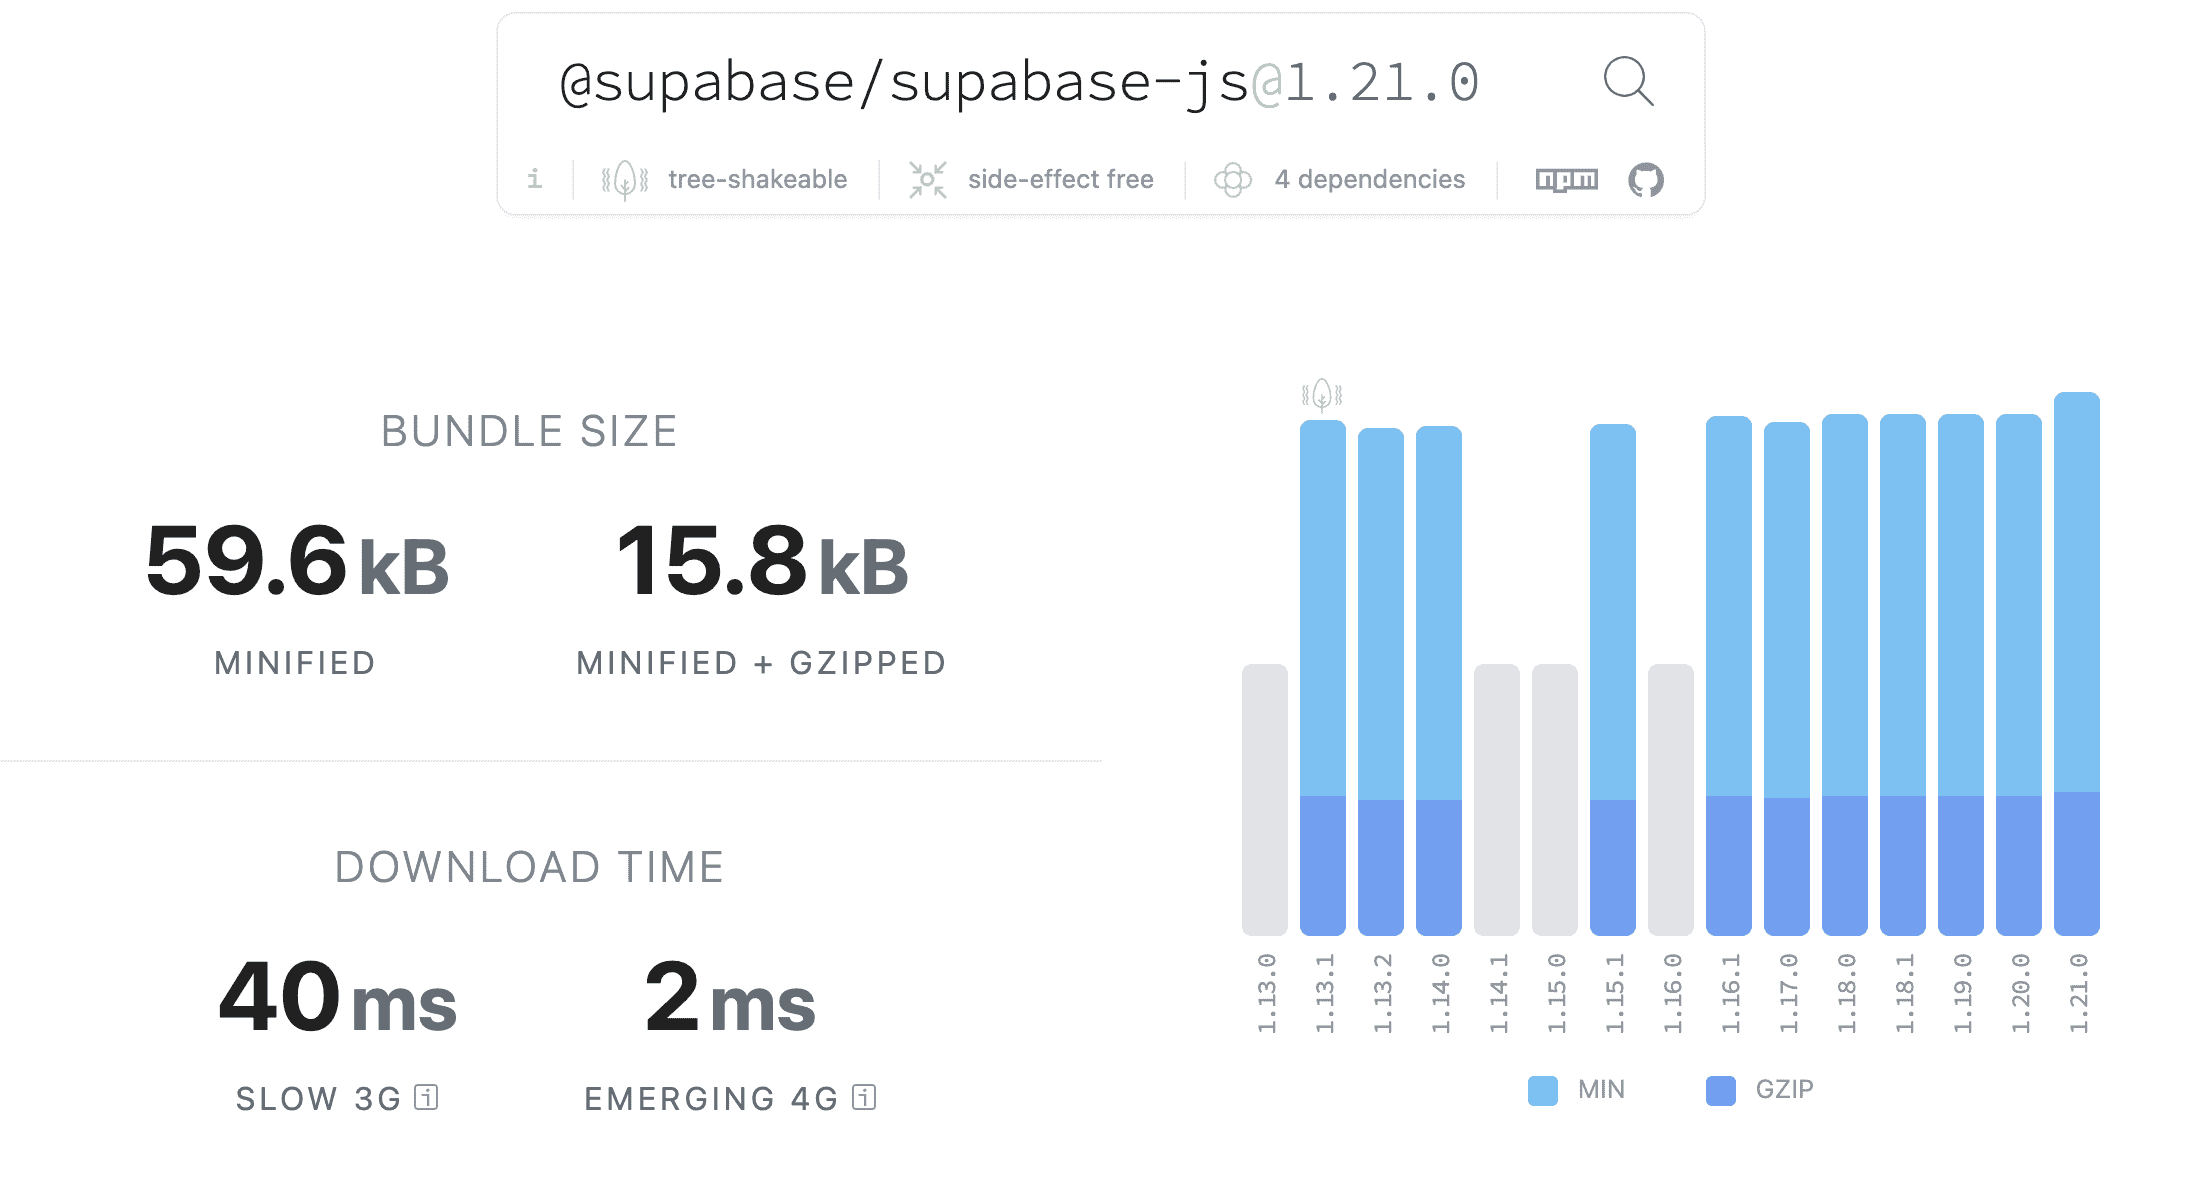 @supabase/supabase-js@1.21.0
i tree-shakeable side-effect free 4 dependencies npm
BUNDLE SIZE
59.6 kB 15.8 kB
MINIFIED MINIFIED + GZIPPED
DOWNLOAD TIME
40 ms 2 ms
SLOW 3G i EMERGING 4G i
1.13.0 1.13.1 1.13.2 1.14.0 1.14.1 1.15.0 1.15.1 1.16.0 1.16.1 1.17.0 1.18.0 1.18.1 1.19.0 1.20.0 1.21.0
MIN GZIP